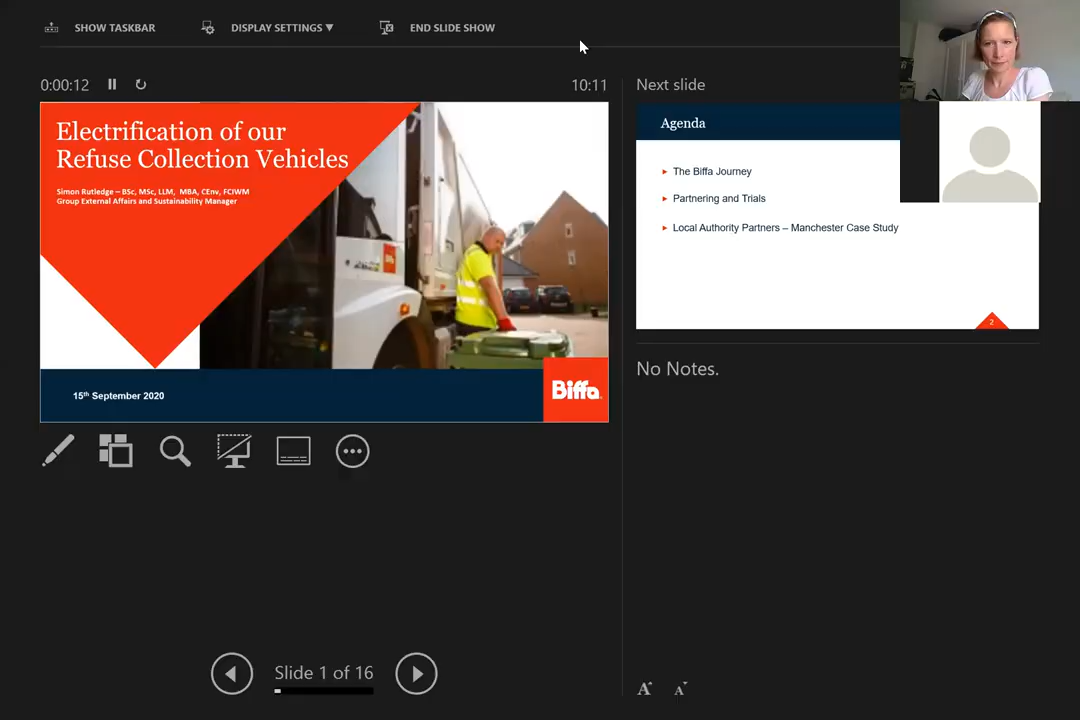 SHOW TASKBAR
DISPLAY SETTINGS ▼
END SLIDE SHOW
0:00:12
10:11
Next slide
Electrification of our
Refuse Collection Vehicles
Simon Rutledge – BSc, MSc, LLM, MBA, CEnv, FCIWM
Group External Affairs and Sustainability Manager
15th September 2020
Biffa
Agenda
The Biffa Journey
Partnering and Trials
Local Authority Partners – Manchester Case Study
2
No Notes.
Slide 1 of 16
A A